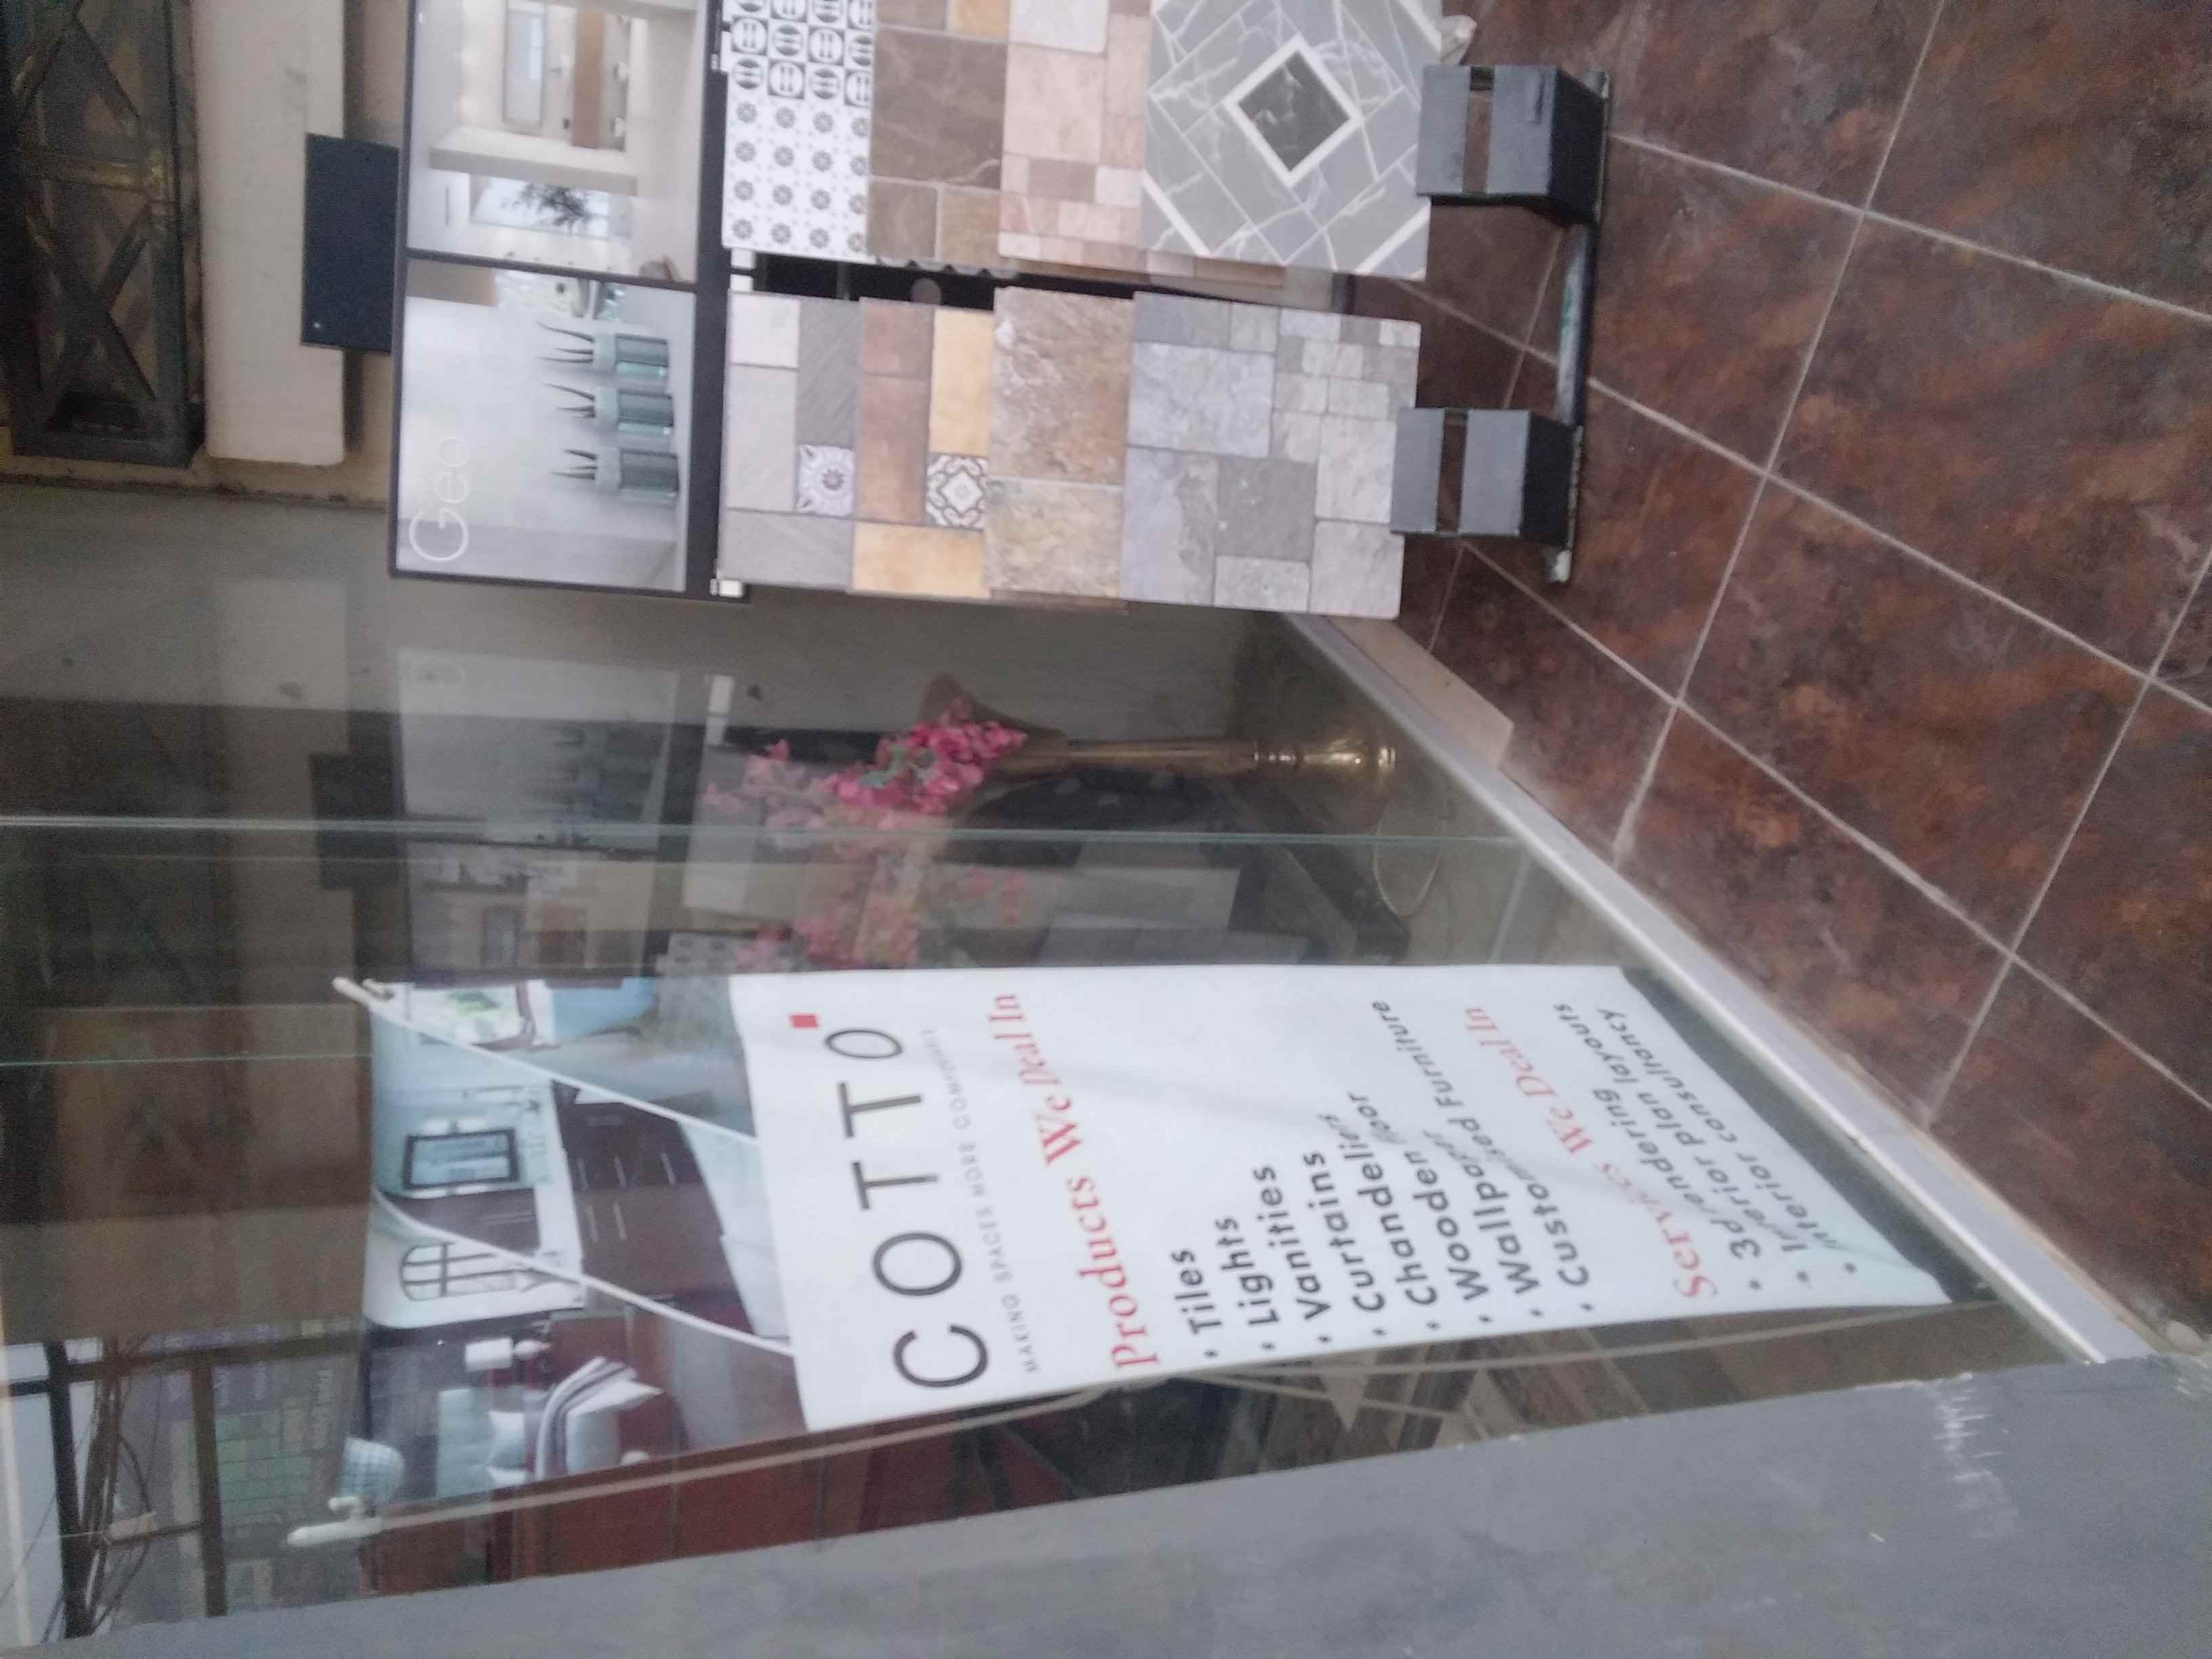 COTTO
MAKING SPACES MORE COMFORTABLE
Products We Deal In
• Tiles
• Lights
• Vanities
• Curtains
• Chandeliers
• Wooden floor
• Wallpaper
• Customised Furniture
Services We Deal In
• 3d rendering
• Interior plan layouts
• interior consultancy
Geo